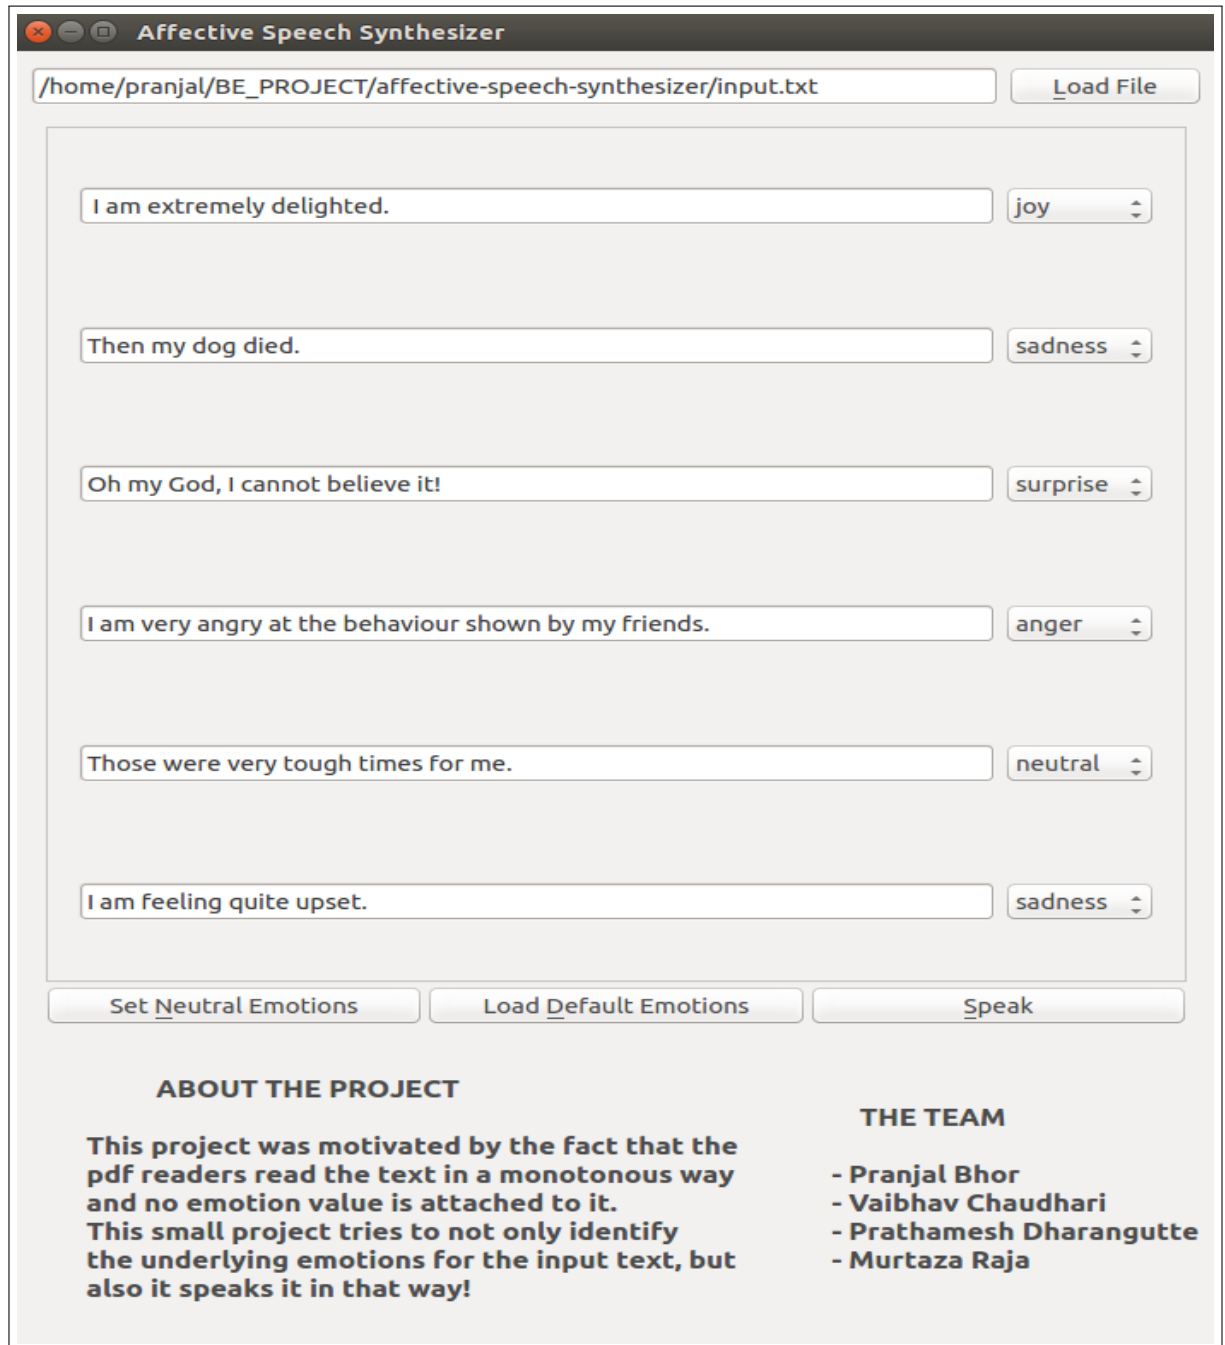 Affective Speech Synthesizer
/home/pranjal/BE_PROJECT/affective-speech-synthesizer/input.txt Load File
I am extremely delighted. joy
Then my dog died. sadness
Oh my God, I cannot believe it! surprise
I am very angry at the behaviour shown by my friends. anger
Those were very tough times for me. neutral
I am feeling quite upset. sadness
Set Neutral Emotions Load Default Emotions Speak
ABOUT THE PROJECT
This project was motivated by the fact that the
pdf readers read the text in a monotonous way
and no emotion value is attached to it.
This small project tries to not only identify
the underlying emotions for the input text, but
also it speaks it in that way!
THE TEAM
- Pranjal Bhor
- Vaibhav Chaudhari
- Prathamesh Dharangutte
- Murtaza Raja